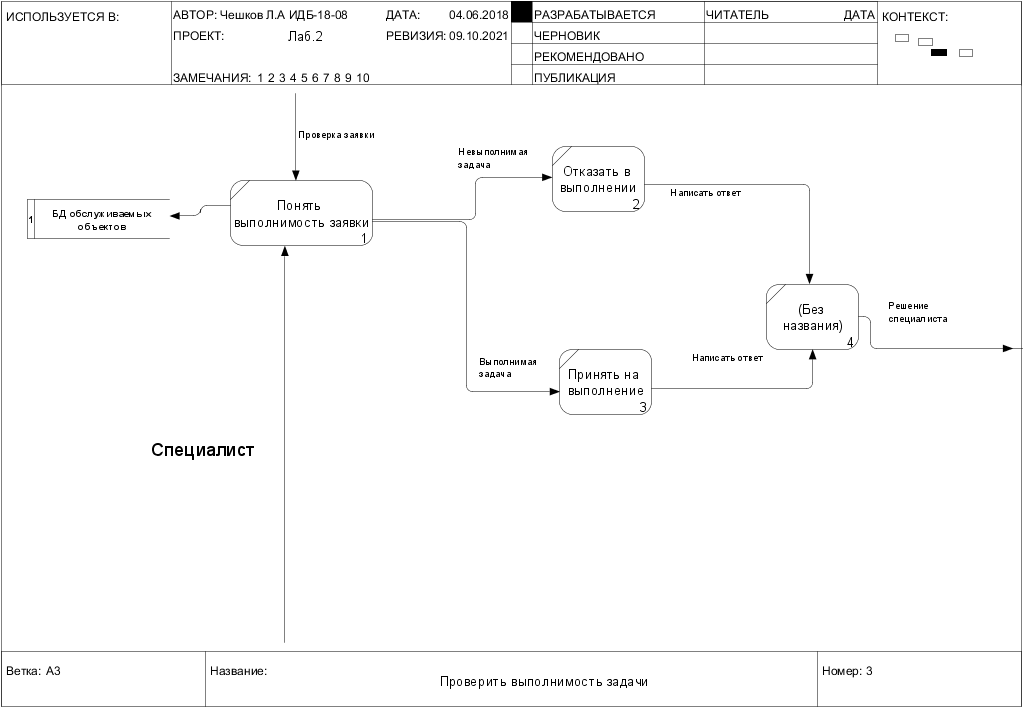 ИСПОЛЬЗУЕТСЯ В:
АВТОР: Чешков Л.А ИДБ-18-08
ДАТА: 04.06.2018
РАЗРАБАТЫВАЕТСЯ
ЧИТАТЕЛЬ
ДАТА
КОНТЕКСТ:
ПРОЕКТ: Лаб.2
РЕВИЗИЯ: 09.10.2021
ЧЕРНОВИК
РЕКОМЕНДОВАНО
ЗАМЕЧАНИЯ: 1 2 3 4 5 6 7 8 9 10
ПУБЛИКАЦИЯ
Проверка заявки
Невыполнимая
задача
Отказать в
выполнении
2
Написать ответ
1
БД обслуживаемых
объектов
Понять
выполнимость заявки
1
(Без
названия)
4
Решение
специалиста
Выполнимая
задача
Принять на
выполнение
3
Написать ответ
Специалист
Ветка: A3
Название:
Проверить выполнимость задачи
Номер: 3